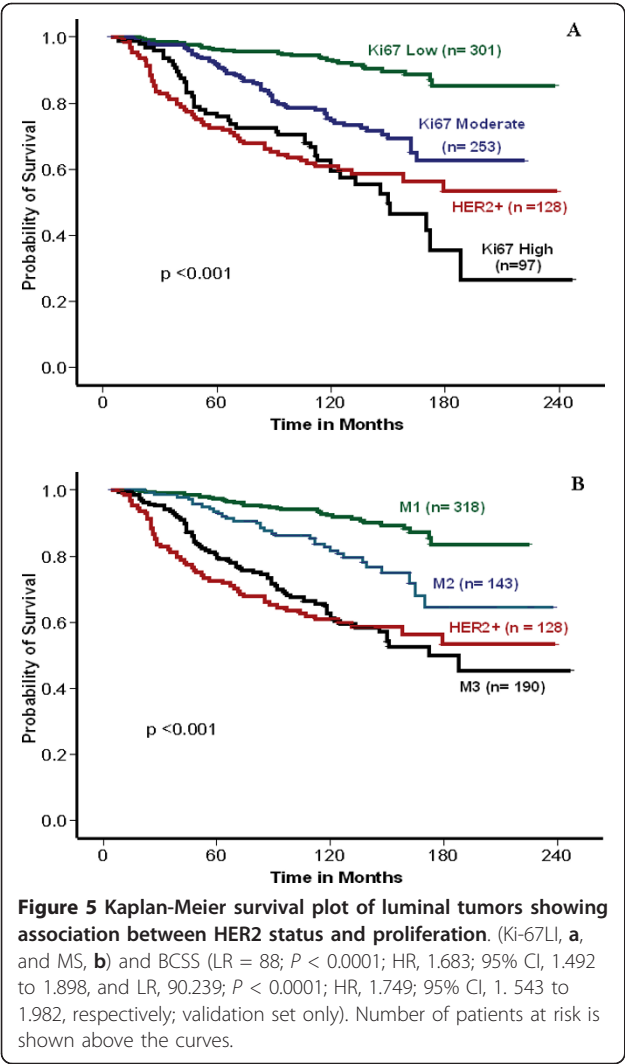 A
1.0
0.8
0.6
0.4
0.2
0.0
Probability of Survival
Ki67 Low (n= 301)
Ki67 Moderate
(n= 253)
HER2+ (n =128)
Ki67 High
(n=97)
p <0.001
0 60 120 180 240
Time in Months
B
1.0
0.8
0.6
0.4
0.2
0.0
Probability of Survival
M1 (n= 318)
M2 (n= 143)
HER2+ (n = 128)
M3 (n= 190)
p <0.001
0 60 120 180 240
Time in Months
Figure 5 Kaplan-Meier survival plot of luminal tumors showing
association between HER2 status and proliferation. (Ki-67LI, a,
and MS, b) and BCSS (LR = 88; P < 0.0001; HR, 1.683; 95% CI, 1.492
to 1.898, and LR, 90.239; P < 0.0001; HR, 1.749; 95% CI, 1. 543 to
1.982, respectively; validation set only). Number of patients at risk is
shown above the curves.